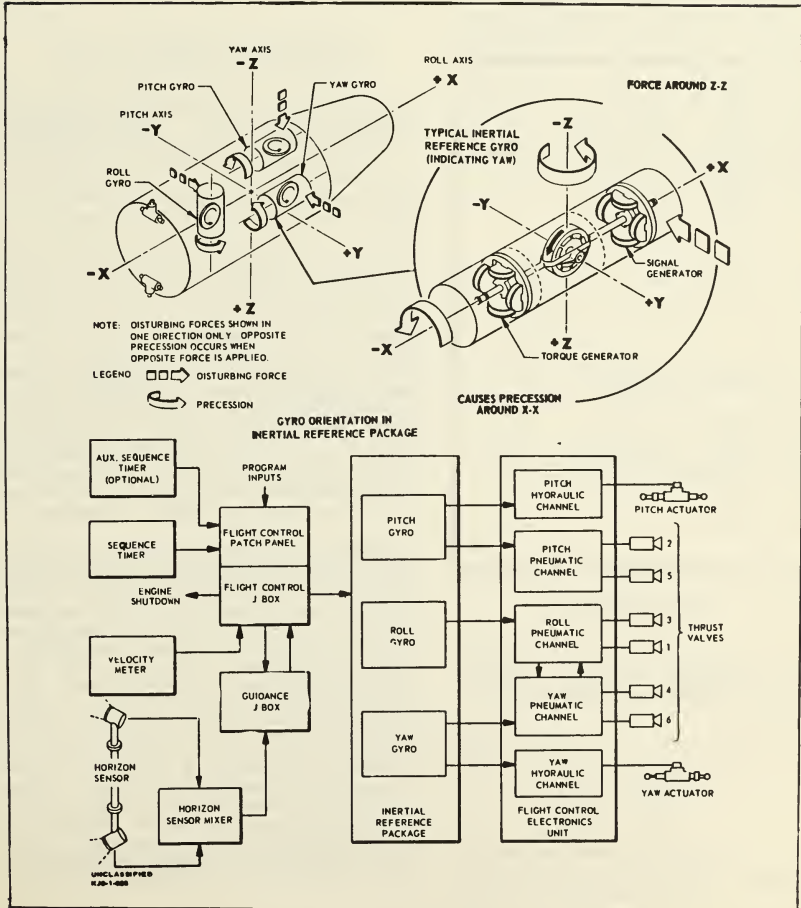 YAW AXIS
– Z
ROLL AXIS
+ X
PITCH GYRO
YAW GYRO
PITCH AXIS
–Y
ROLL
GYRO
–X
+Y
+Z
FORCE AROUND Z-Z
TYPICAL INERTIAL
REFERENCE GYRO
(INDICATING YAW)
–Z
+X
–Y
SIGNAL
GENERATOR
+Y
–X
+Z
TORQUE GENERATOR
CAUSES PRECESSION
AROUND X-X
NOTE: DISTURBING FORCES SHOWN IN
ONE DIRECTION ONLY OPPOSITE
PRECESSION OCCURS WHEN
OPPOSITE FORCE IS APPLIED.
LEGEND DISTURBING FORCE
PRECESSION
GYRO ORIENTATION IN
INERTIAL REFERENCE PACKAGE
AUX. SEQUENCE
TIMER
(OPTIONAL)
PROGRAM
INPUTS
SEQUENCE
TIMER
FLIGHT CONTROL
PATCH PANEL
ENGINE
SHUTDOWN
FLIGHT CONTROL
J BOX
VELOCITY
METER
GUIDANCE
J BOX
HORIZON
SENSOR
HORIZON
SENSOR MIXER
PITCH
GYRO
ROLL
GYRO
YAW
GYRO
INERTIAL
REFERENCE
PACKAGE
PITCH
HYDRAULIC
CHANNEL
PITCH ACTUATOR
PITCH
PNEUMATIC
CHANNEL
2
5
ROLL
PNEUMATIC
CHANNEL
3
1
THRUST
VALVES
YAW
PNEUMATIC
CHANNEL
4
6
YAW
HYDRAULIC
CHANNEL
YAW ACTUATOR
FLIGHT CONTROL
ELECTRONICS
UNIT
UNCLASSIFIED